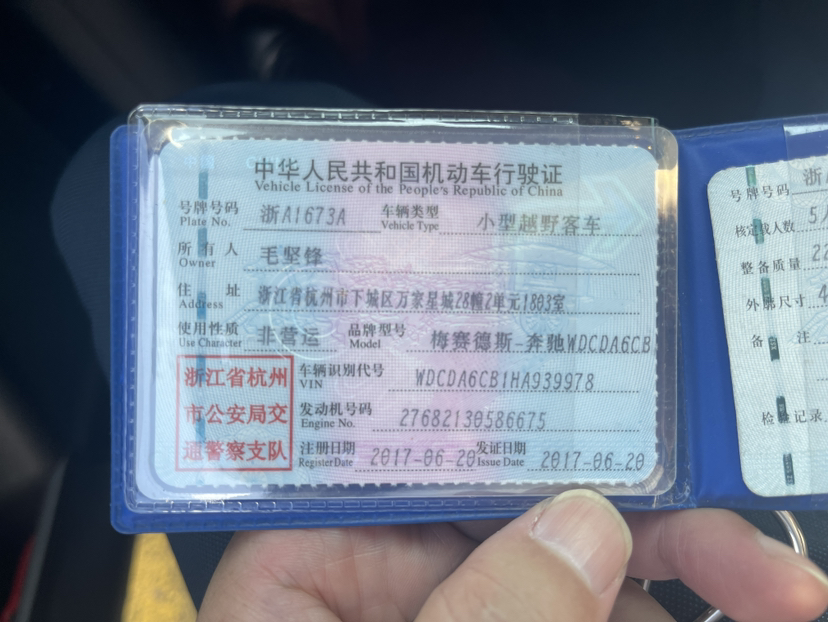 中华人民共和国机动车行驶证
Vehicle License of the People's Republic of China
号牌号码 浙A1673A 车辆类型 小型越野客车
Plate No. Vehicle Type
所有人 毛坚锋
Owner
住址 浙江省杭州市下城区万家星城28幢2单元1803室
Address
使用性质 非营运 品牌型号 梅赛德斯-奔驰WDCDA6CB
Use Character Model
浙江省杭州
市公安局交
通警察支队
车辆识别代号 WDCDA6CB1HA939978
VIN
发动机号码 27682130586675
Engine No.
注册日期 2017-06-20 发证日期 2017-06-20
Register Date Issue Date
号牌号码 浙
核定载人数 5人
整备质量 22
外廓尺寸 4
备注
检验记录